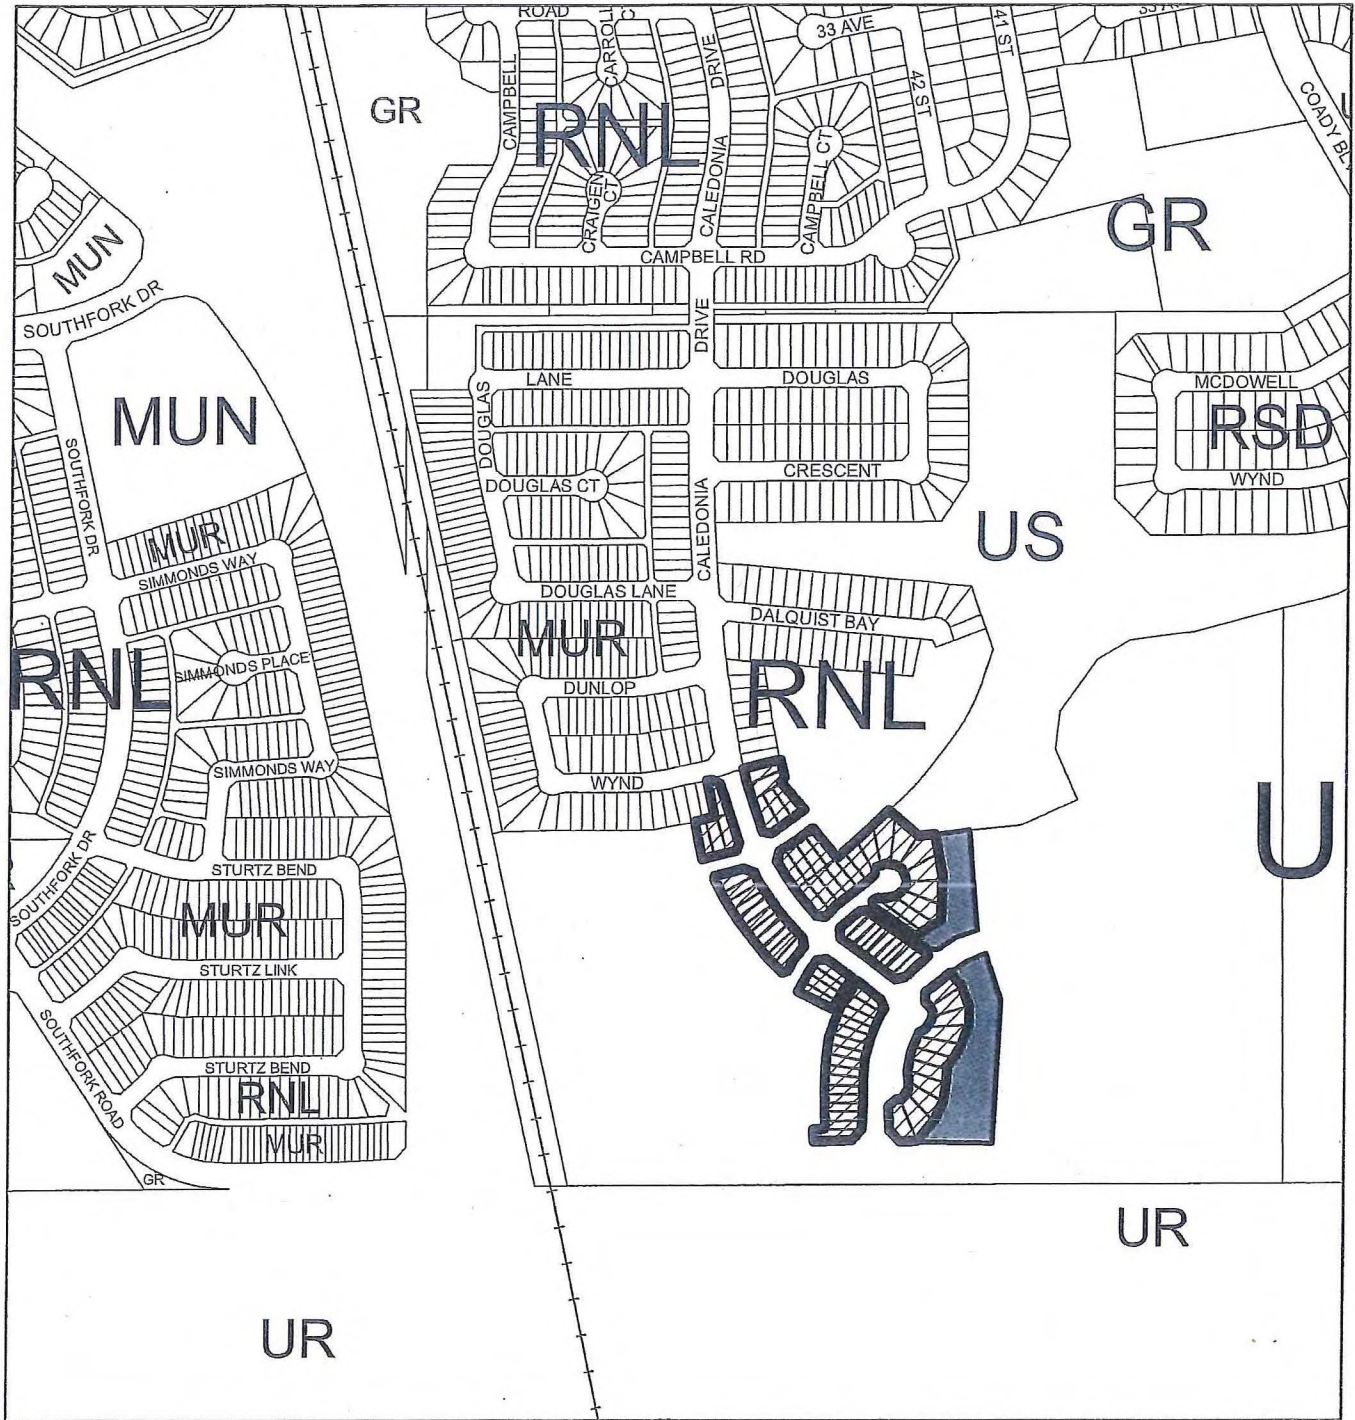 ROAD
33 AVE
41 ST
CARROLL
CAMPBELL
DRIVE
42 ST
COADY BL
GR
RNL
CALEDONIA
CAMPBELL CT
CRAIGEN
CT
GR
MUN
CAMPBELL RD
SOUTHFORK DR
DRIVE
LANE
DOUGLAS
MCDOWELL
MUN
DOUGLAS
RSD
SOUTHFORK DR
CRESCENT
WYND
DOUGLAS CT
CALEDONIA
US
MUR
SIMMONDS WAY
DOUGLAS LANE
DALQUIST BAY
MUR
SIMMONDS PLACE
RNL
DUNLOP
RNL
SIMMONDS WAY
WYND
U
SOUTHFORK DR
STURTZ BEND
MUR
STURTZ LINK
SOUTHFORK ROAD
STURTZ BEND
RNL
MUR
GR
UR
UR